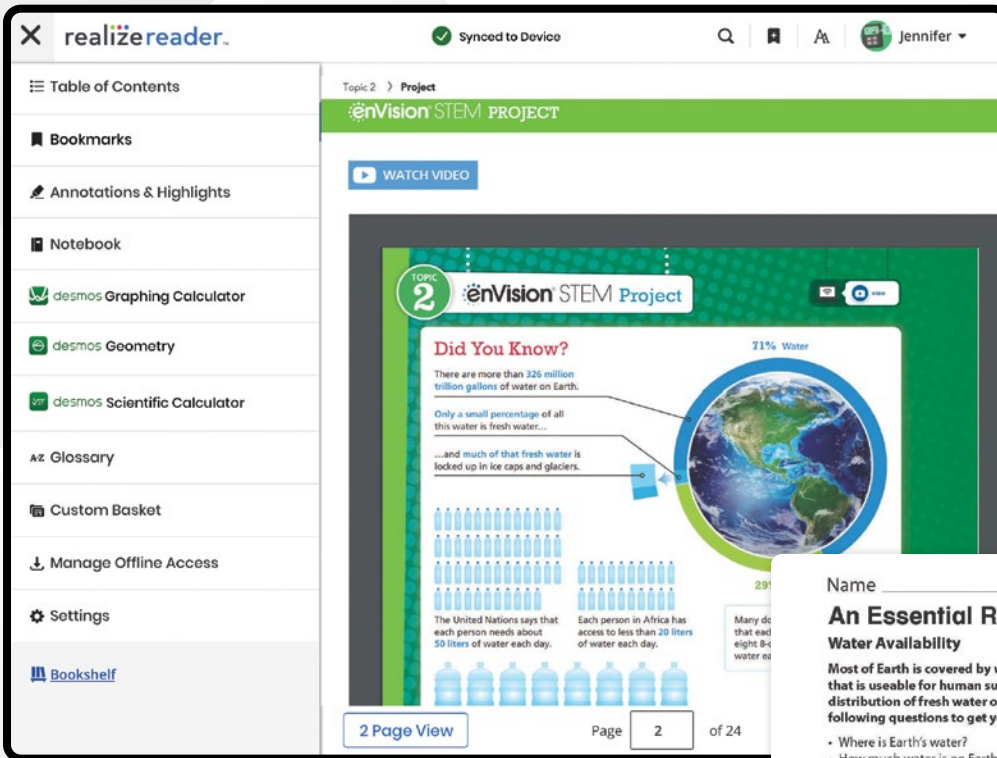 realize reader
Synced to Device
Jennifer
Table of Contents
Bookmarks
Annotations & Highlights
Notebook
desmos Graphing Calculator
desmos Geometry
desmos Scientific Calculator
A-Z Glossary
Custom Basket
Manage Offline Access
Settings
Bookshelf
Topic 2 > Project
enVision STEM PROJECT
WATCH VIDEO
TOPIC
2
enVision STEM Project
Did You Know?
There are more than 326 million
trillion gallons of water on Earth.
Only a small percentage of all
this water is fresh water...
...and much of that fresh water is
locked up in ice caps and glaciers.
71% Water
29
The United Nations says that
each person needs about
50 liters of water each day.
Each person in Africa has
access to less than 20 liters
of water each day.
Many
that
eight
water
2 Page View
Page 2 of 24
Name
An Essential
Water Availability
Most of Earth is covered by
that is useable for human
distribution of fresh water
following questions to get
• Where is Earth's water?
• How much water is on